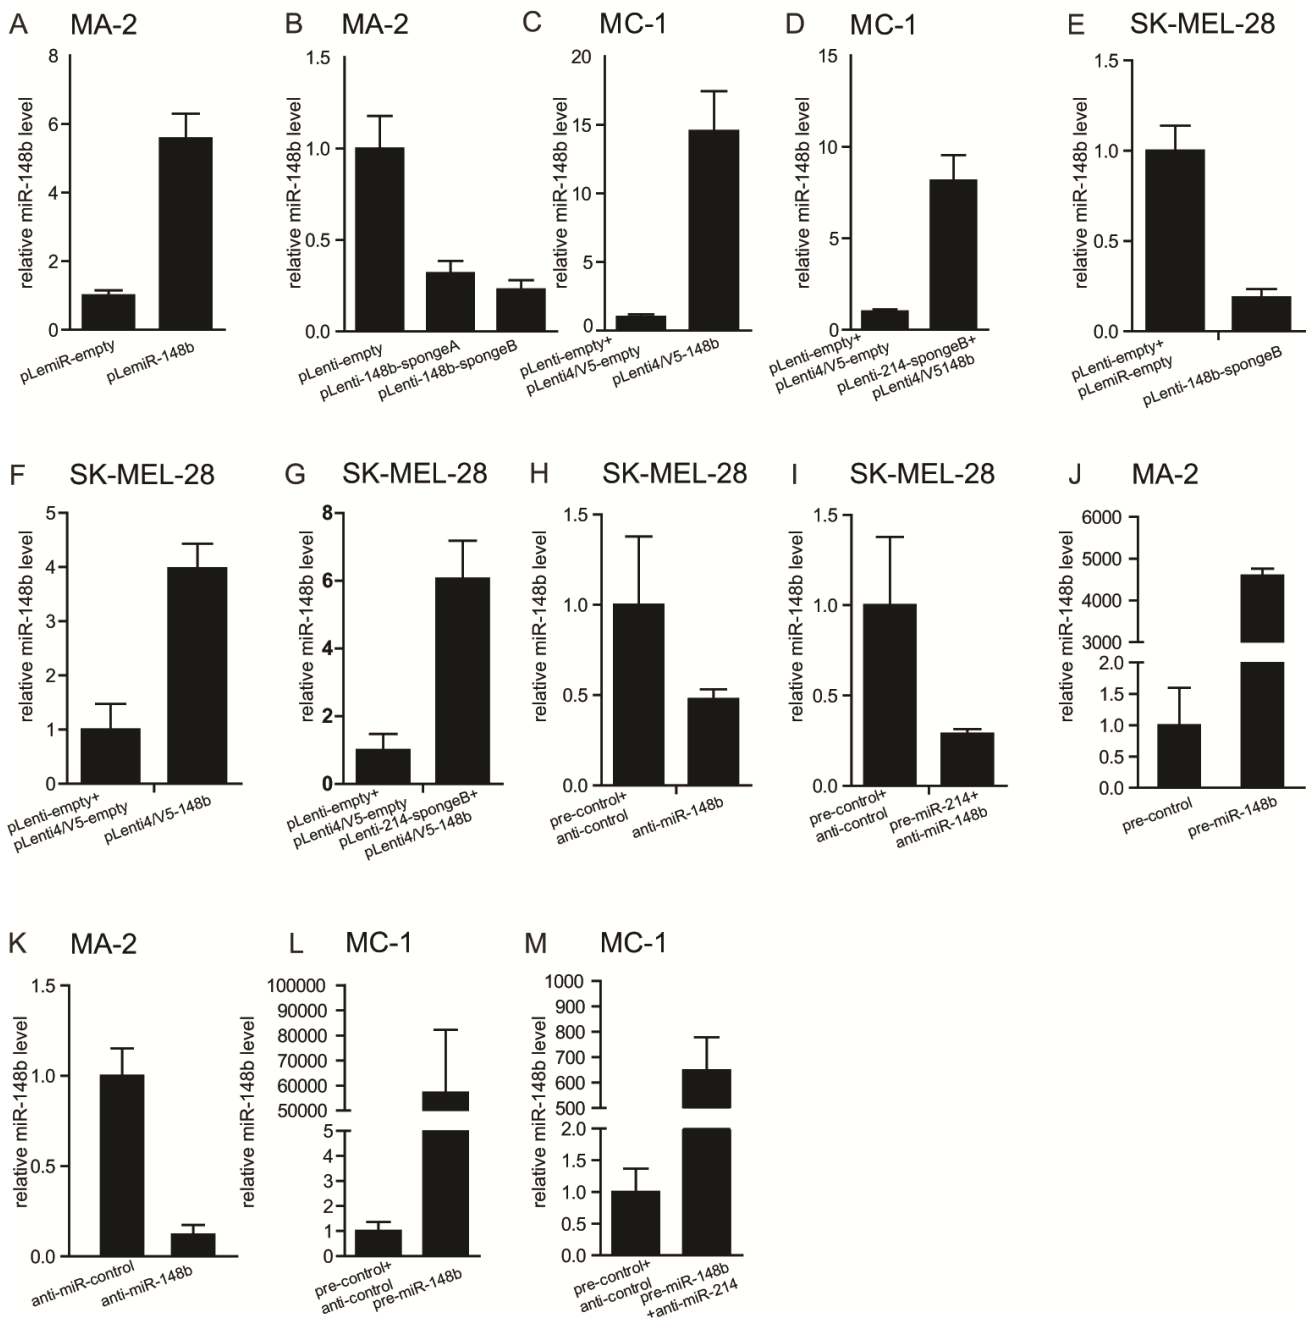 A MA-2
relative miR-148b level
8
6
4
2
0
pLemiR-empty
pLemiR-148b
B MA-2
relative miR-148b level
1.5
1.0
0.5
0.0
pLenti-empty
pLenti-148b-spongeA
pLenti-148b-spongeB
C MC-1
relative miR-148b level
20
15
10
5
0
pLenti-empty+
pLenti4/V5-empty
pLenti4/V5-148b
D MC-1
relative miR-148b level
15
10
5
0
pLenti-empty+
pLenti4/V5-empty
pLenti-214-spongeB+
pLenti4/V5148b
E SK-MEL-28
relative miR-148b level
1.5
1.0
0.5
0.0
pLenti-empty+
pLemiR-empty
pLenti-148b-spongeB
F SK-MEL-28
relative miR-148b level
5
4
3
2
1
0
pLenti-empty+
pLenti4/V5-empty
pLenti4/V5-148b
G SK-MEL-28
relative miR-148b level
8
6
4
2
0
pLenti-empty+
pLenti4/V5-empty
pLenti-214-spongeB+
pLenti4/V5-148b
H SK-MEL-28
relative miR-148b level
1.5
1.0
0.5
0.0
pre-control+
anti-control
anti-miR-148b
I SK-MEL-28
relative miR-148b level
1.5
1.0
0.5
0.0
pre-control+
anti-control
pre-miR-214+
anti-miR-148b
J MA-2
relative miR-148b level
6000
5000
4000
3000
2.0
1.5
1.0
0.5
0.0
pre-control
pre-miR-148b
K MA-2
relative miR-148b level
1.5
1.0
0.5
0.0
anti-miR-control
anti-miR-148b
L MC-1
relative miR-148b level
100000
90000
80000
70000
60000
50000
5
4
3
2
1
0
pre-control+
anti-control
pre-miR-148b
M MC-1
relative miR-148b level
1000
900
800
700
600
500
2.0
1.5
1.0
0.5
0.0
pre-control+
anti-control
pre-miR-148b
+anti-miR-214